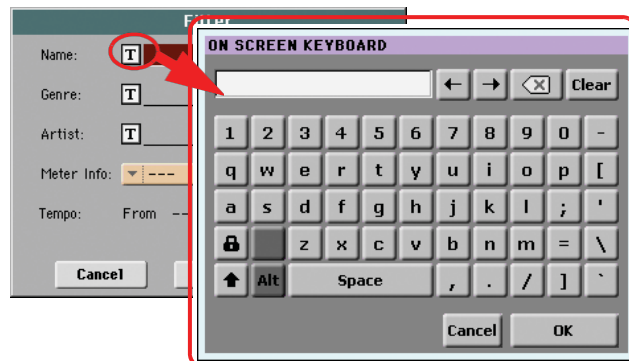 Filter
Name: T
Genre: T
Artist: T
Meter Info: ---
Tempo: From --
Cancel
ON SCREEN KEYBOARD
← → Clear
1 2 3 4 5 6 7 8 9 0 -
q w e r t y u i o p [
a s d f g h j k l ; '
z x c v b n m = \
Alt Space , . / ] `
Cancel OK